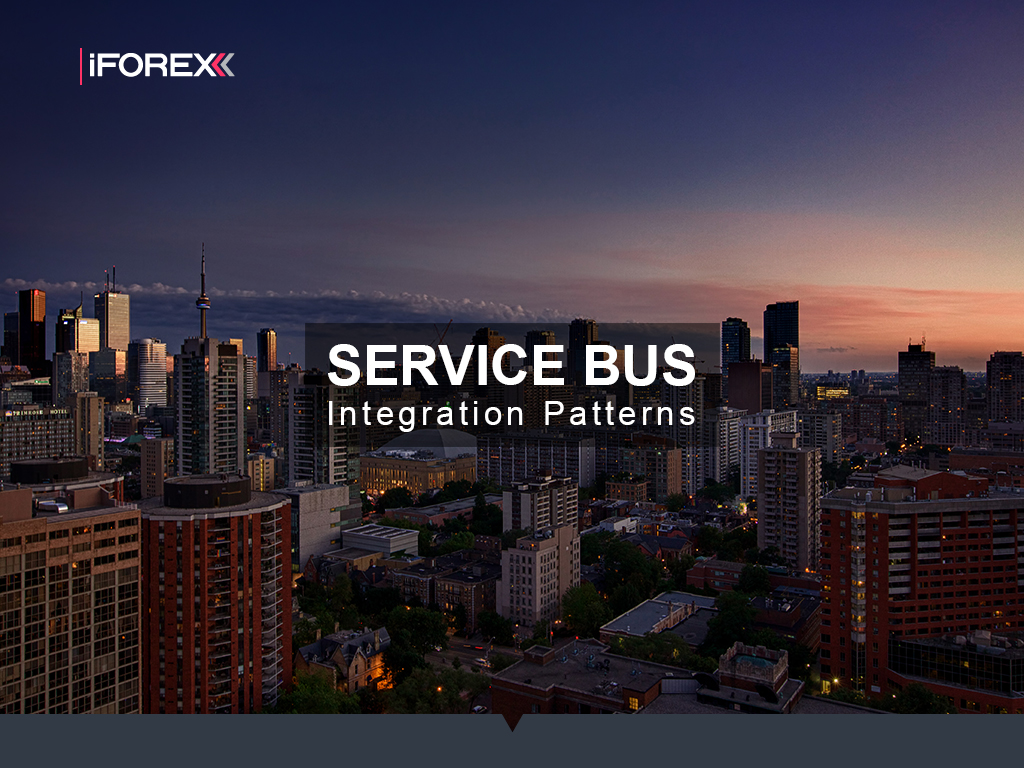 iFOREX
SERVICE BUS
Integration Patterns